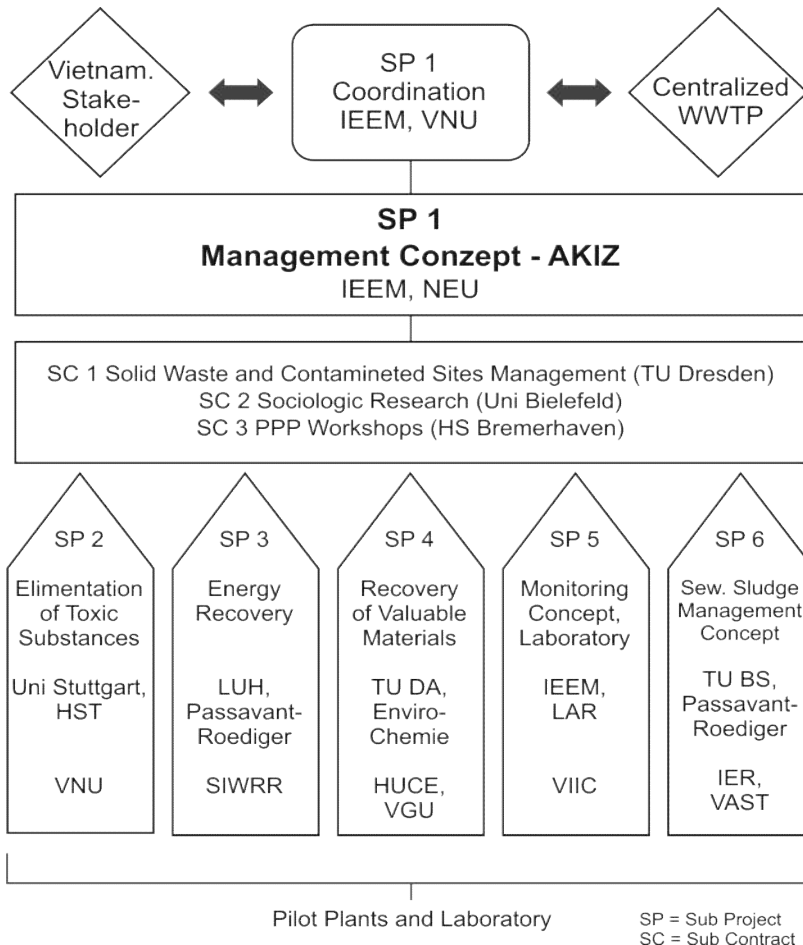 Vietnam.
Stake-
holder
SP 1
Coordination
IEEM, VNU
Centralized
WWTP
SP 1
Management Conzept - AKIZ
IEEM, NEU
SC 1 Solid Waste and Contamineted Sites Management (TU Dresden)
SC 2 Sociologic Research (Uni Bielefeld)
SC 3 PPP Workshops (HS Bremerhaven)
SP 2
Elimentation
of Toxic
Substances
Uni Stuttgart,
HST
VNU
SP 3
Energy
Recovery
LUH,
Passavant-
Roediger
SIWRR
SP 4
Recovery
of Valuable
Materials
TU DA,
Enviro-
Chemie
HUCE,
VGU
SP 5
Monitoring
Concept,
Laboratory
IEEM,
LAR
VIIC
SP 6
Sew. Sludge
Management
Concept
TU BS,
Passavant-
Roediger
IER,
VAST
Pilot Plants and Laboratory
SP = Sub Project
SC = Sub Contract